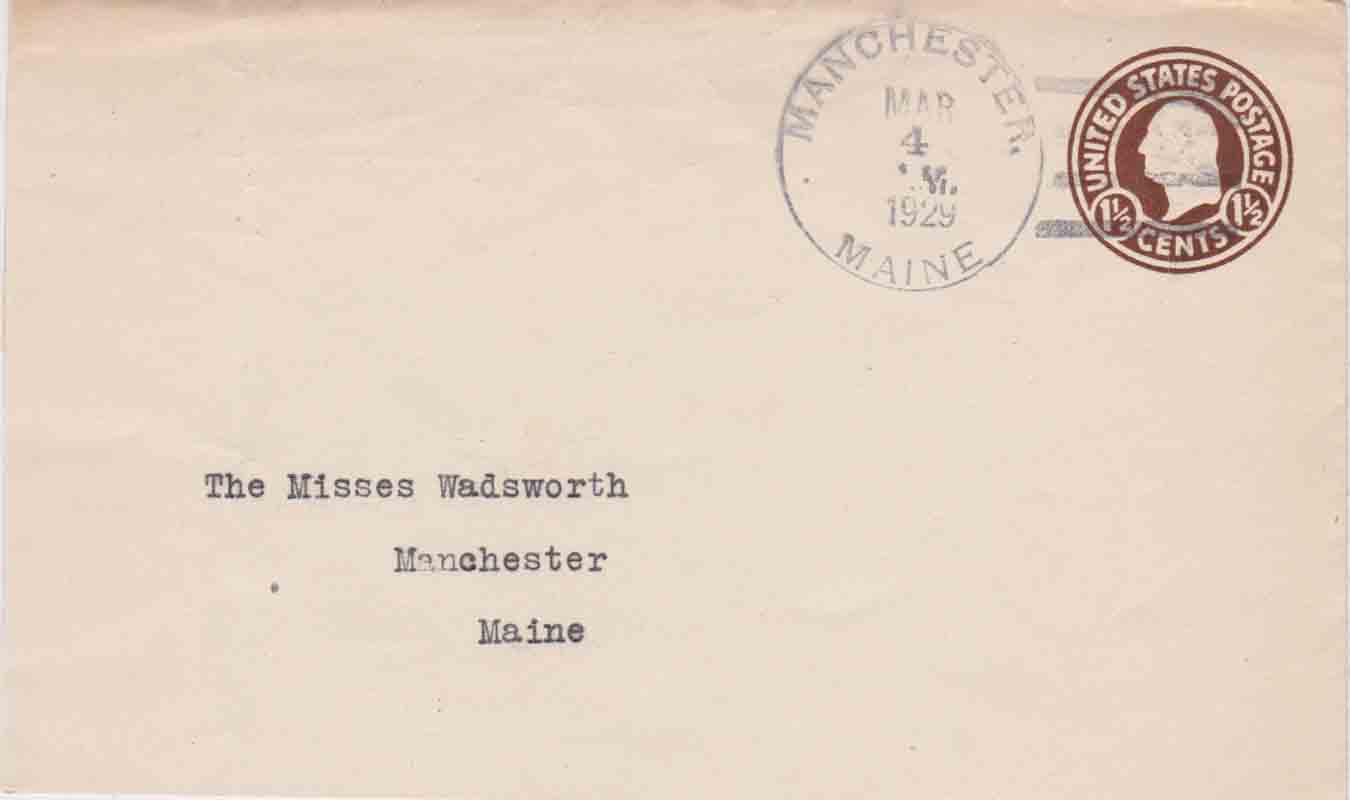 MANCHESTER.
MAR
4
M.
1929
MAINE
UNITED STATES POSTAGE
1½ CENTS 1½
The Misses Wadsworth
Manchester
Maine